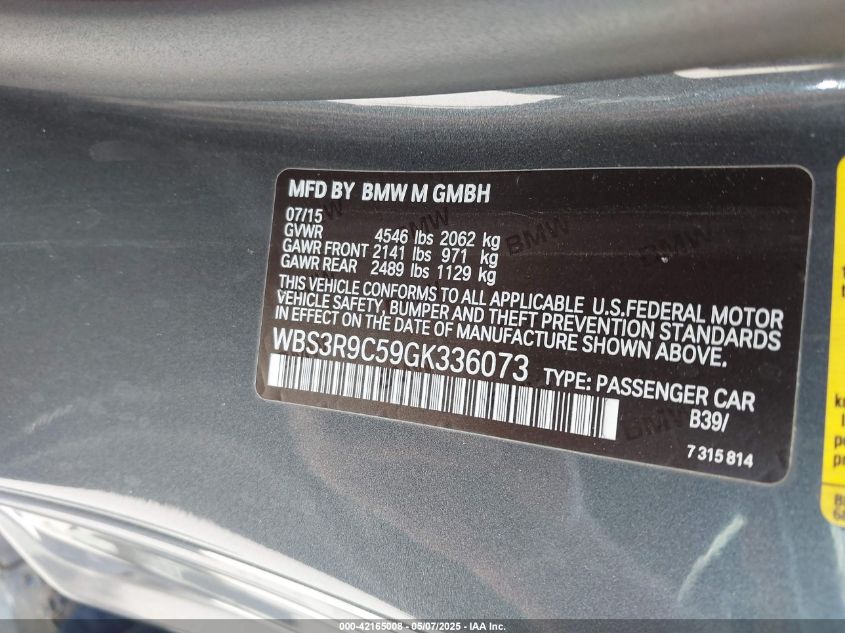 MFD BY BMW M GMBH
07/15
GVWR 4546 lbs 2062 kg
GAWR FRONT 2141 lbs 971 kg
GAWR REAR 2489 lbs 1129 kg
THIS VEHICLE CONFORMS TO ALL APPLICABLE U.S.FEDERAL MOTOR
VEHICLE SAFETY, BUMPER AND THEFT PREVENTION STANDARDS
IN EFFECT ON THE DATE OF MANUFACTURE SHOWN ABOVE.
WBS3R9C59GK336073 TYPE: PASSENGER CAR
B39/
7 315 814
000-42165008 - 05/07/2025 - IAA Inc.